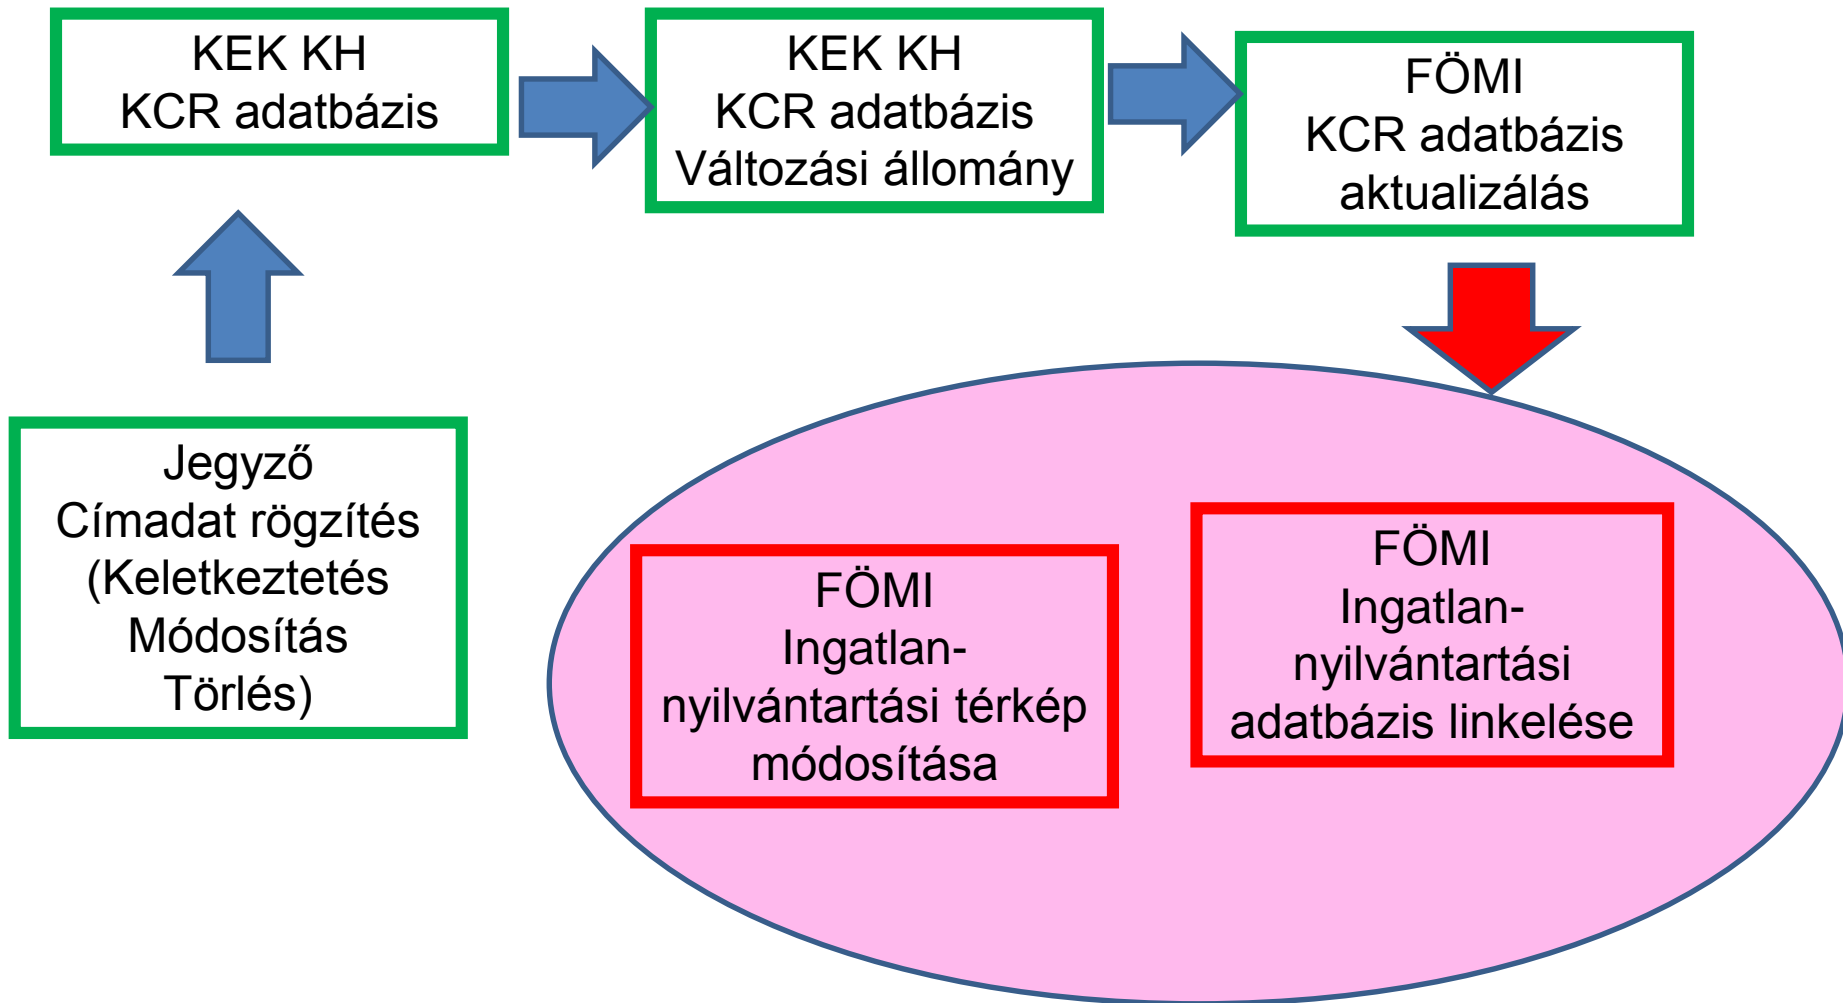 KEK KH
KCR adatbázis
KEK KH
KCR adatbázis
Változási állomány
FÖMI
KCR adatbázis
aktualizálás
Jegyző
Címadat rögzítés
(Keletkeztetés
Módosítás
Törlés)
FÖMI
Ingatlan-
nyilvántartási térkép
módosítása
FÖMI
Ingatlan-
nyilvántartási
adatbázis linkelése